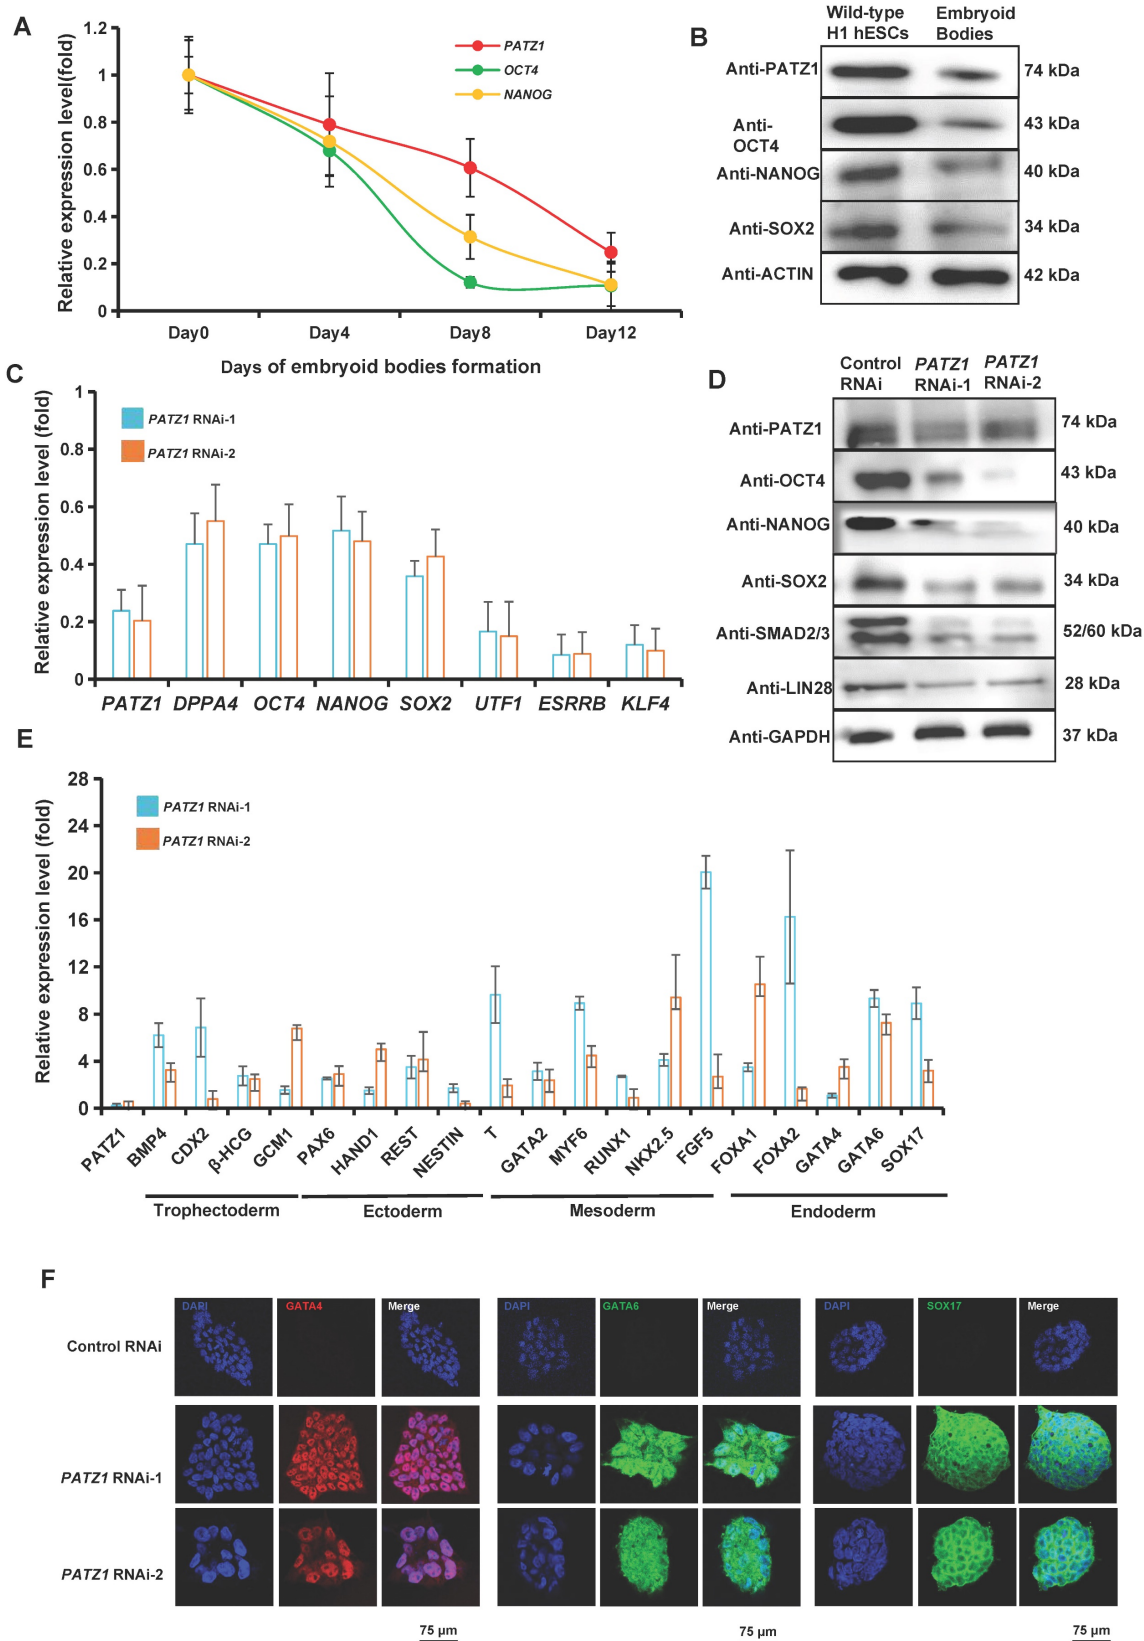 A
1.2
1
0.8
0.6
0.4
0.2
0
Relative expression level(fold)
PATZ1
OCT4
NANOG
Day0 Day4 Day8 Day12
Days of embryoid bodies formation
B
Wild-type
H1 hESCs
Embryoid
Bodies
Anti-PATZ1 74 kDa
Anti-
OCT4
43 kDa
Anti-NANOG 40 kDa
Anti-SOX2 34 kDa
Anti-ACTIN 42 kDa
C
1
0.8
0.6
0.4
0.2
0
Relative expression level (fold)
PATZ1 RNAi-1
PATZ1 RNAi-2
PATZ1 DPPA4 OCT4 NANOG SOX2 UTF1 ESRRB KLF4
D
Control
RNAi
PATZ1
RNAi-1
PATZ1
RNAi-2
Anti-PATZ1 74 kDa
Anti-OCT4 43 kDa
Anti-NANOG 40 kDa
Anti-SOX2 34 kDa
Anti-SMAD2/3 52/60 kDa
Anti-LIN28 28 kDa
Anti-GAPDH 37 kDa
E
28
24
20
16
12
8
4
0
Relative expression level (fold)
PATZ1 RNAi-1
PATZ1 RNAi-2
PATZ1 BMP4 CDX2 β-HCG GCM1 PAX6 HAND1 REST NESTIN T GATA2 MYF6 RUNX1 NKX2.5 FGF5 FOXA1 FOXA2 GATA4 GATA6 SOX17
Trophectoderm Ectoderm Mesoderm Endoderm
F
DAPI GATA4 Merge DAPI GATA6 Merge DAPI SOX17 Merge
Control RNAi
PATZ1 RNAi-1
PATZ1 RNAi-2
75 µm 75 µm 75 µm